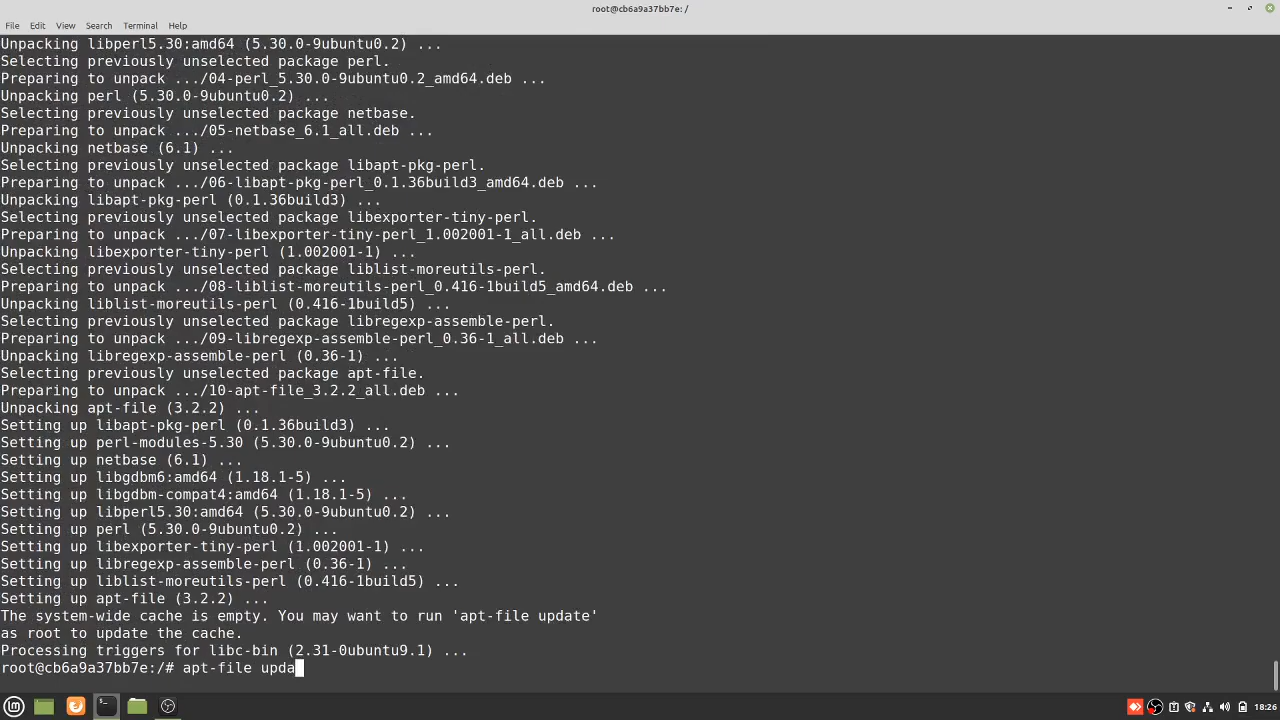 root@cb6a9a37bb7e: /
File Edit View Search Terminal Help
Unpacking libperl5.30:amd64 (5.30.0-9ubuntu0.2) ...
Selecting previously unselected package perl.
Preparing to unpack .../04-perl_5.30.0-9ubuntu0.2_amd64.deb ...
Unpacking perl (5.30.0-9ubuntu0.2) ...
Selecting previously unselected package netbase.
Preparing to unpack .../05-netbase_6.1_all.deb ...
Unpacking netbase (6.1) ...
Selecting previously unselected package libapt-pkg-perl.
Preparing to unpack .../06-libapt-pkg-perl_0.1.36build3_amd64.deb ...
Unpacking libapt-pkg-perl (0.1.36build3) ...
Selecting previously unselected package libexporter-tiny-perl.
Preparing to unpack .../07-libexporter-tiny-perl_1.002001-1_all.deb ...
Unpacking libexporter-tiny-perl (1.002001-1) ...
Selecting previously unselected package liblist-moreutils-perl.
Preparing to unpack .../08-liblist-moreutils-perl_0.416-1build5_amd64.deb ...
Unpacking liblist-moreutils-perl (0.416-1build5) ...
Selecting previously unselected package libregexp-assemble-perl.
Preparing to unpack .../09-libregexp-assemble-perl_0.36-1_all.deb ...
Unpacking libregexp-assemble-perl (0.36-1) ...
Selecting previously unselected package apt-file.
Preparing to unpack .../10-apt-file_3.2.2_all.deb ...
Unpacking apt-file (3.2.2) ...
Setting up libapt-pkg-perl (0.1.36build3) ...
Setting up perl-modules-5.30 (5.30.0-9ubuntu0.2) ...
Setting up netbase (6.1) ...
Setting up libgdbm6:amd64 (1.18.1-5) ...
Setting up libgdbm-compat4:amd64 (1.18.1-5) ...
Setting up libperl5.30:amd64 (5.30.0-9ubuntu0.2) ...
Setting up perl (5.30.0-9ubuntu0.2) ...
Setting up libexporter-tiny-perl (1.002001-1) ...
Setting up libregexp-assemble-perl (0.36-1) ...
Setting up liblist-moreutils-perl (0.416-1build5) ...
Setting up apt-file (3.2.2) ...
The system-wide cache is empty. You may want to run 'apt-file update'
as root to update the cache.
Processing triggers for libc-bin (2.31-0ubuntu9.1) ...
root@cb6a9a37bb7e:/# apt-file upda
18:26